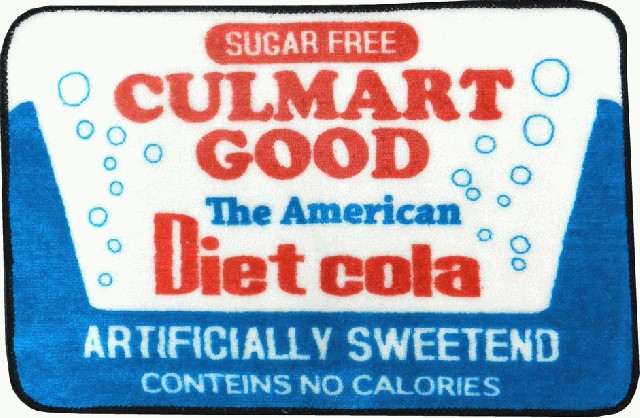 SUGAR FREE
CULMART
GOOD
The American
Diet cola
ARTIFICIALLY SWEETEND
CONTEINS NO CALORIES